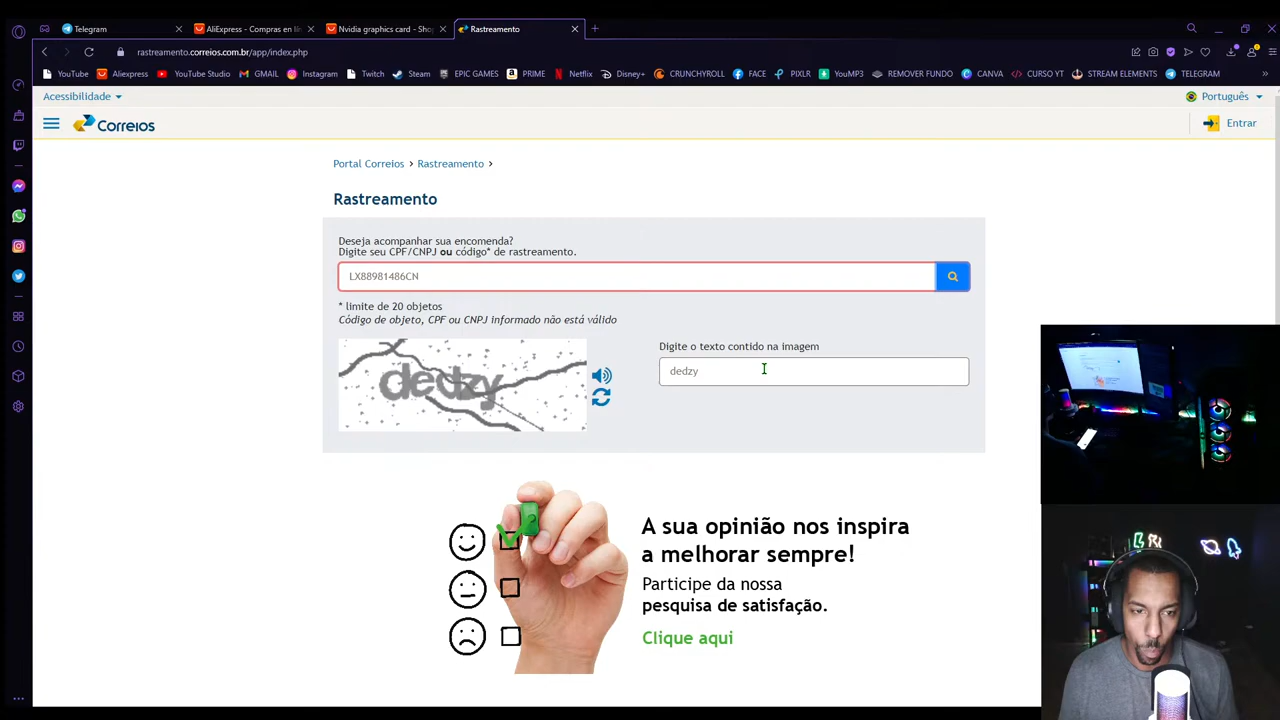 Telegram
AliExpress - Compras en lín
Nvidia graphics card - Shop
Rastreamento
rastreamento.correios.com.br/app/index.php
YouTube
Aliexpress
YouTube Studio
GMAIL
Instagram
Twitch
Steam
EPIC GAMES
PRIME
Netflix
Disney+
CRUNCHYROLL
FACE
PIXLR
YouMP3
REMOVER FUNDO
CANVA
CURSO YT
STREAM ELEMENTS
TELEGRAM
Acessibilidade
Português
Correios
Entrar
Portal Correios > Rastreamento >
Rastreamento
Deseja acompanhar sua encomenda?
Digite seu CPF/CNPJ ou código* de rastreamento.
LX88981486CN
* limite de 20 objetos
Código de objeto, CPF ou CNPJ informado não está válido
dedzy
Digite o texto contido na imagem
dedzy
A sua opinião nos inspira
a melhorar sempre!
Participe da nossa
pesquisa de satisfação.
Clique aqui